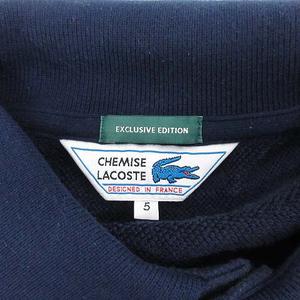 EXCLUSIVE EDITION
CHEMISE
LACOSTE
DESIGNED IN FRANCE
5